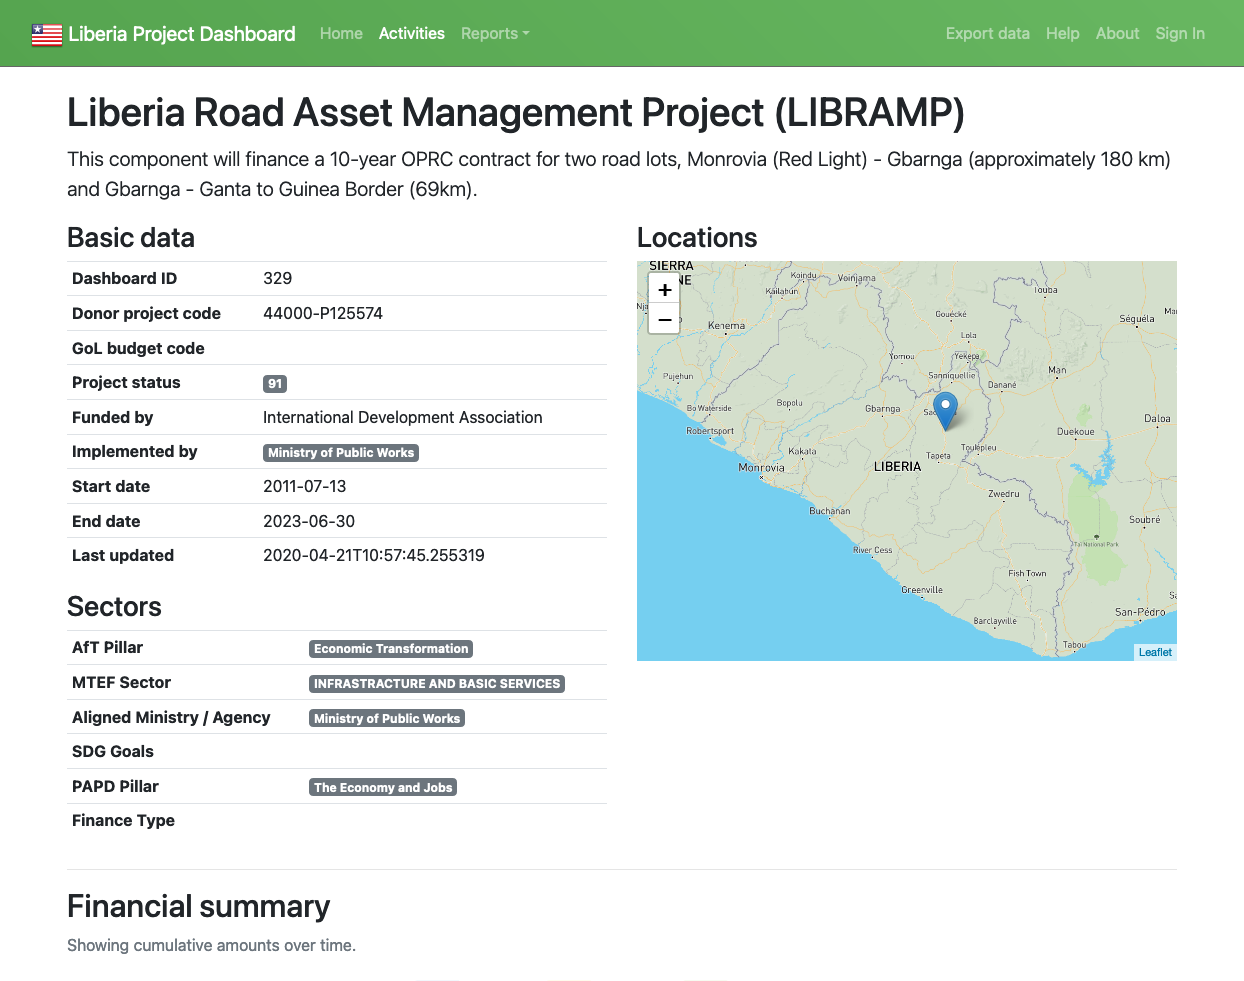 Liberia Project Dashboard Home Activities Reports Export data Help About Sign In
Liberia Road Asset Management Project (LIBRAMP)
This component will finance a 10-year OPRC contract for two road lots, Monrovia (Red Light) - Gbarnga (approximately 180 km)
and Gbarnga - Ganta to Guinea Border (69km).
Basic data
Dashboard ID 329
Donor project code 44000-P125574
GoL budget code
Project status 91
Funded by International Development Association
Implemented by Ministry of Public Works
Start date 2011-07-13
End date 2023-06-30
Last updated 2020-04-21T10:57:45.255319
Sectors
AfT Pillar Economic Transformation
MTEF Sector INFRASTRACTURE AND BASIC SERVICES
Aligned Ministry / Agency Ministry of Public Works
SDG Goals
PAPD Pillar The Economy and Jobs
Finance Type
Locations
SIERRA
+
−
Koindu
Voinjama
Kailahun
Touba
Gouécké
Séguéla
Kenema
Lola
Yomou
Yekepa
Sanniquellie
Man
Pujehun
Danané
Bo Waterside
Bopolu
Gbarnga
Daloa
Robertsport
Duekoue
Kakata
Toulépleu
Tapeta
Monrovia
LIBERIA
Zwedru
Buchanan
Soubré
Taï National Park
River Cess
Fish Town
Greenville
San-Pédro
Barclayville
Tabou
Leaflet
Financial summary
Showing cumulative amounts over time.